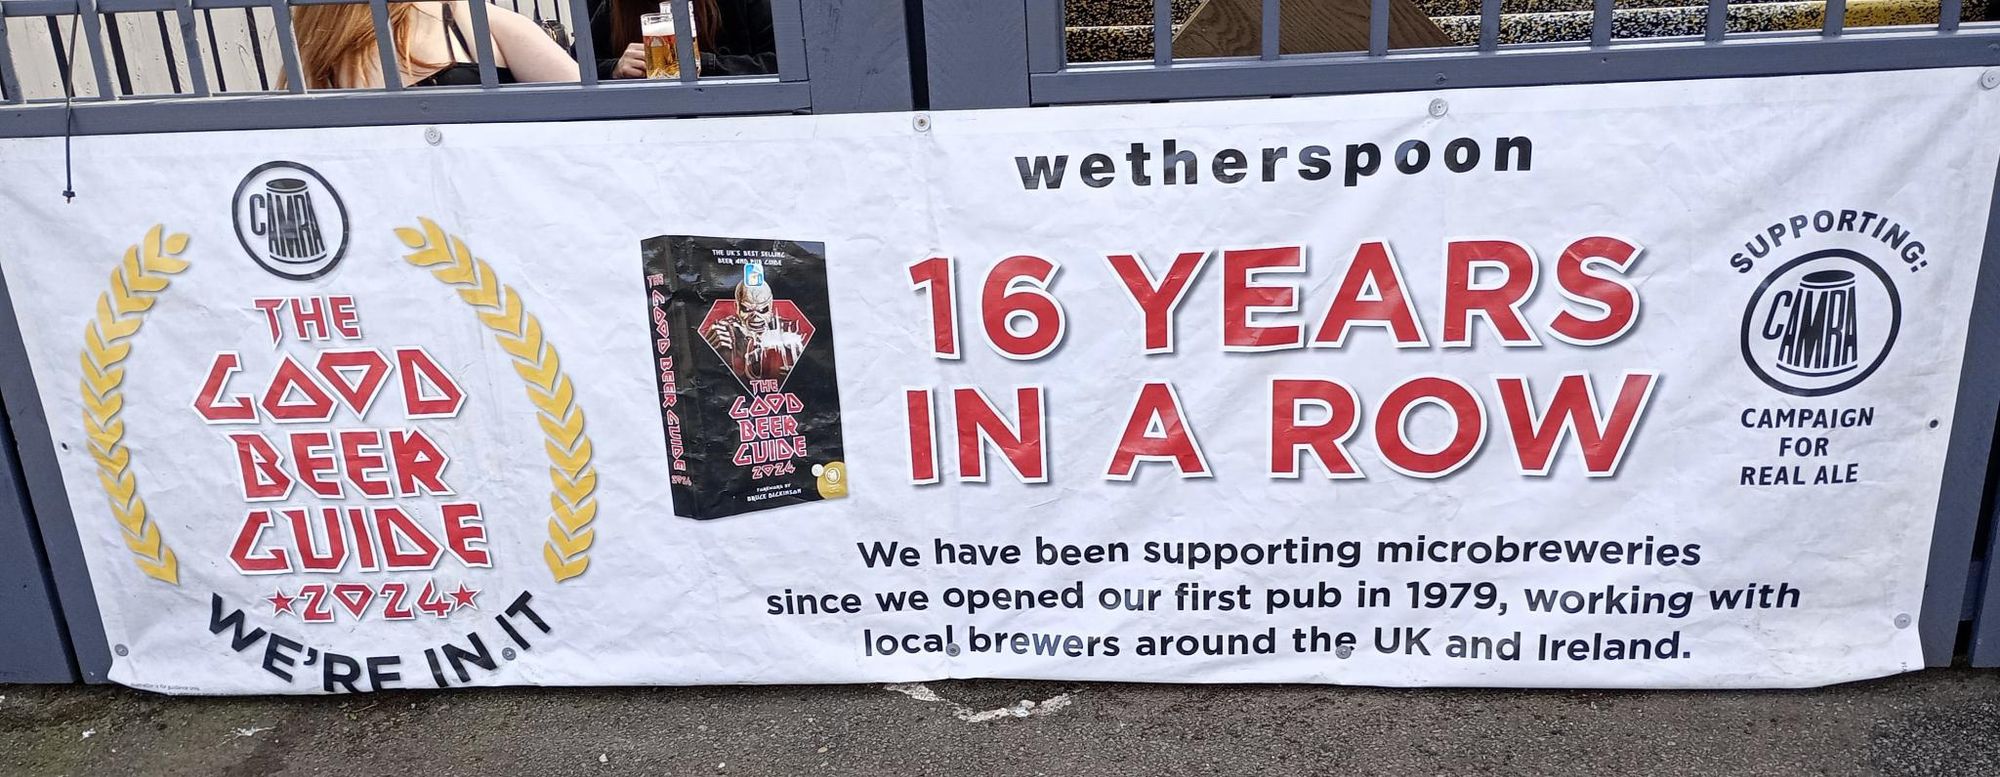 CAMRA
THE
GOOD
BEER
GUIDE
2024
WE'RE IN IT
THE UK'S BEST SELLING
BEER AND PUB GUIDE
THE GOOD BEER GUIDE 2024
THE
GOOD
BEER
GUIDE
2024
FOREWORD BY
BRUCE DICKINSON
wetherspoon
16 YEARS
IN A ROW
We have been supporting microbreweries
since we opened our first pub in 1979, working with
local brewers around the UK and Ireland.
SUPPORTING:
CAMRA
CAMPAIGN
FOR
REAL ALE